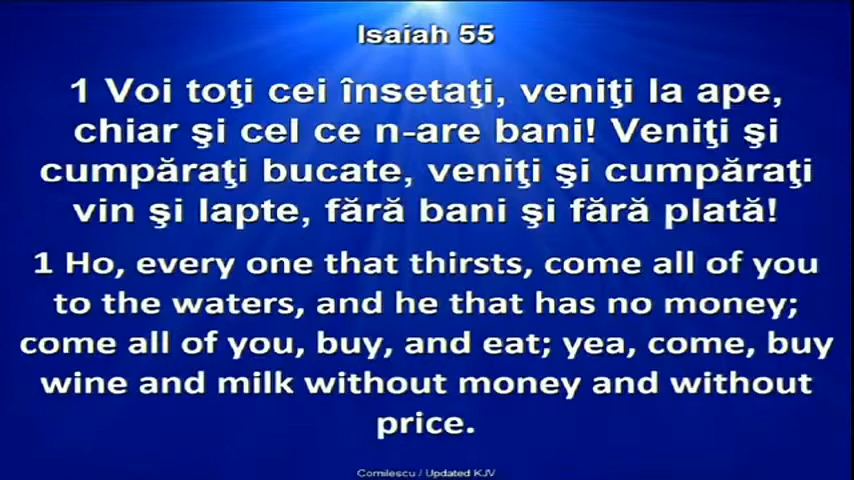 Isaiah 55
1 Voi toţi cei însetaţi, veniţi la ape,
chiar şi cel ce n-are bani! Veniţi şi
cumpăraţi bucate, veniţi şi cumpăraţi
vin şi lapte, fără bani şi fără plată!
1 Ho, every one that thirsts, come all of you
to the waters, and he that has no money;
come all of you, buy, and eat; yea, come, buy
wine and milk without money and without
price.
Cornilescu / Updated KJV